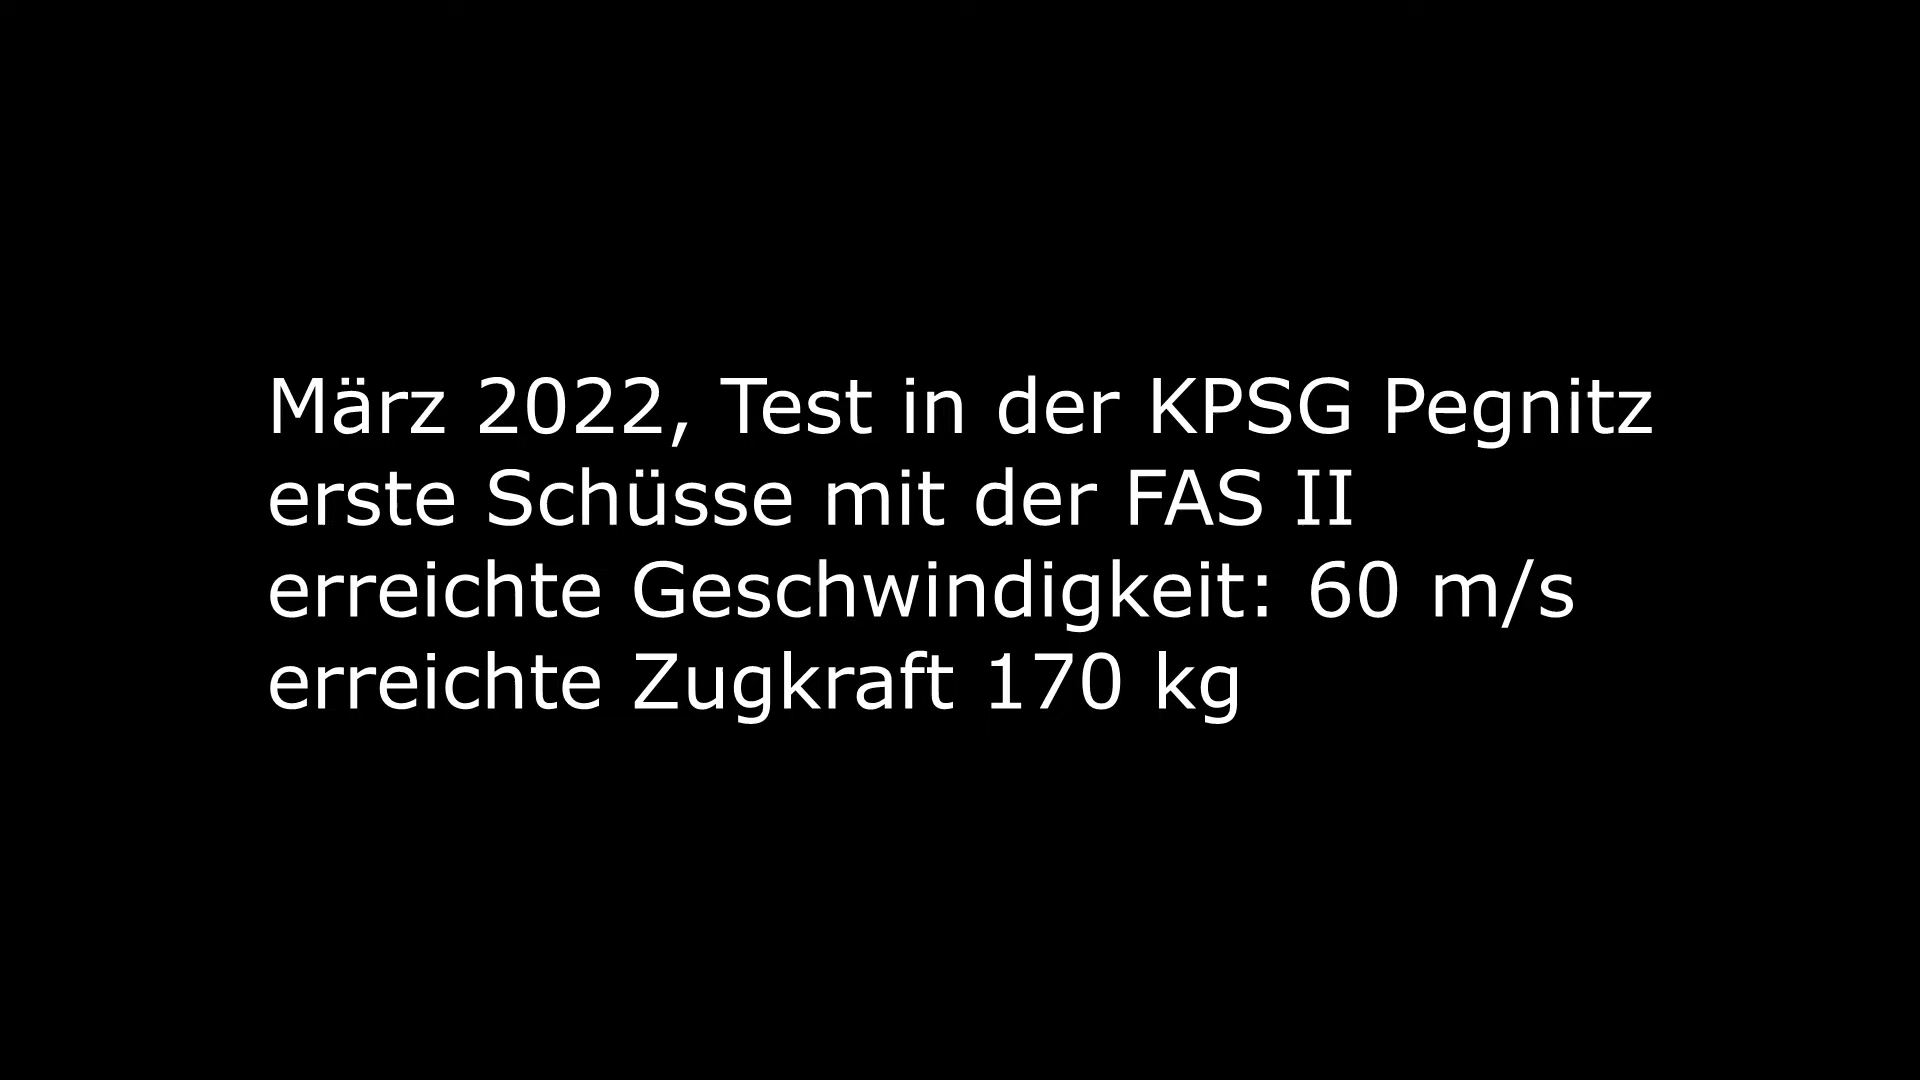 März 2022, Test in der KPSG Pegnitz
erste Schüsse mit der FAS II
erreichte Geschwindigkeit: 60 m/s
erreichte Zugkraft 170 kg